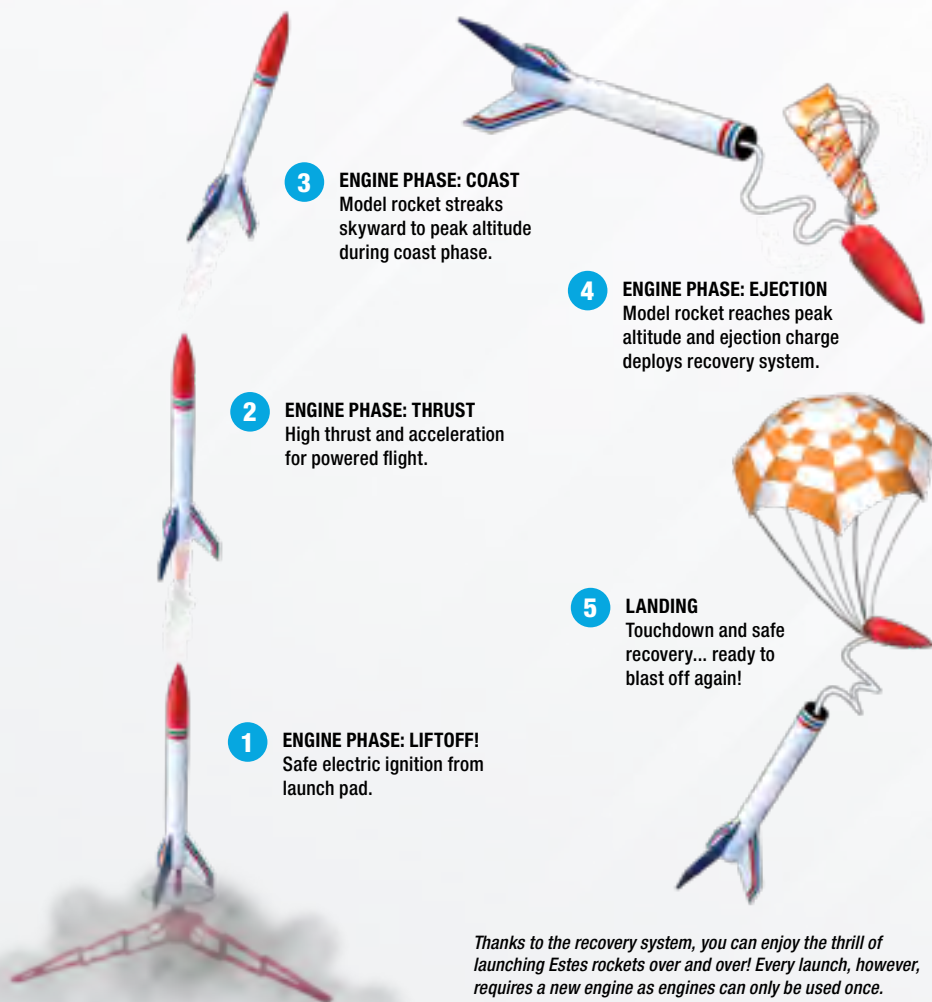 3
ENGINE PHASE: COAST
Model rocket streaks
skyward to peak altitude
during coast phase.
4
ENGINE PHASE: EJECTION
Model rocket reaches peak
altitude and ejection charge
deploys recovery system.
2
ENGINE PHASE: THRUST
High thrust and acceleration
for powered flight.
5
LANDING
Touchdown and safe
recovery... ready to
blast off again!
1
ENGINE PHASE: LIFTOFF!
Safe electric ignition from
launch pad.
Thanks to the recovery system, you can enjoy the thrill of
launching Estes rockets over and over! Every launch, however,
requires a new engine as engines can only be used once.